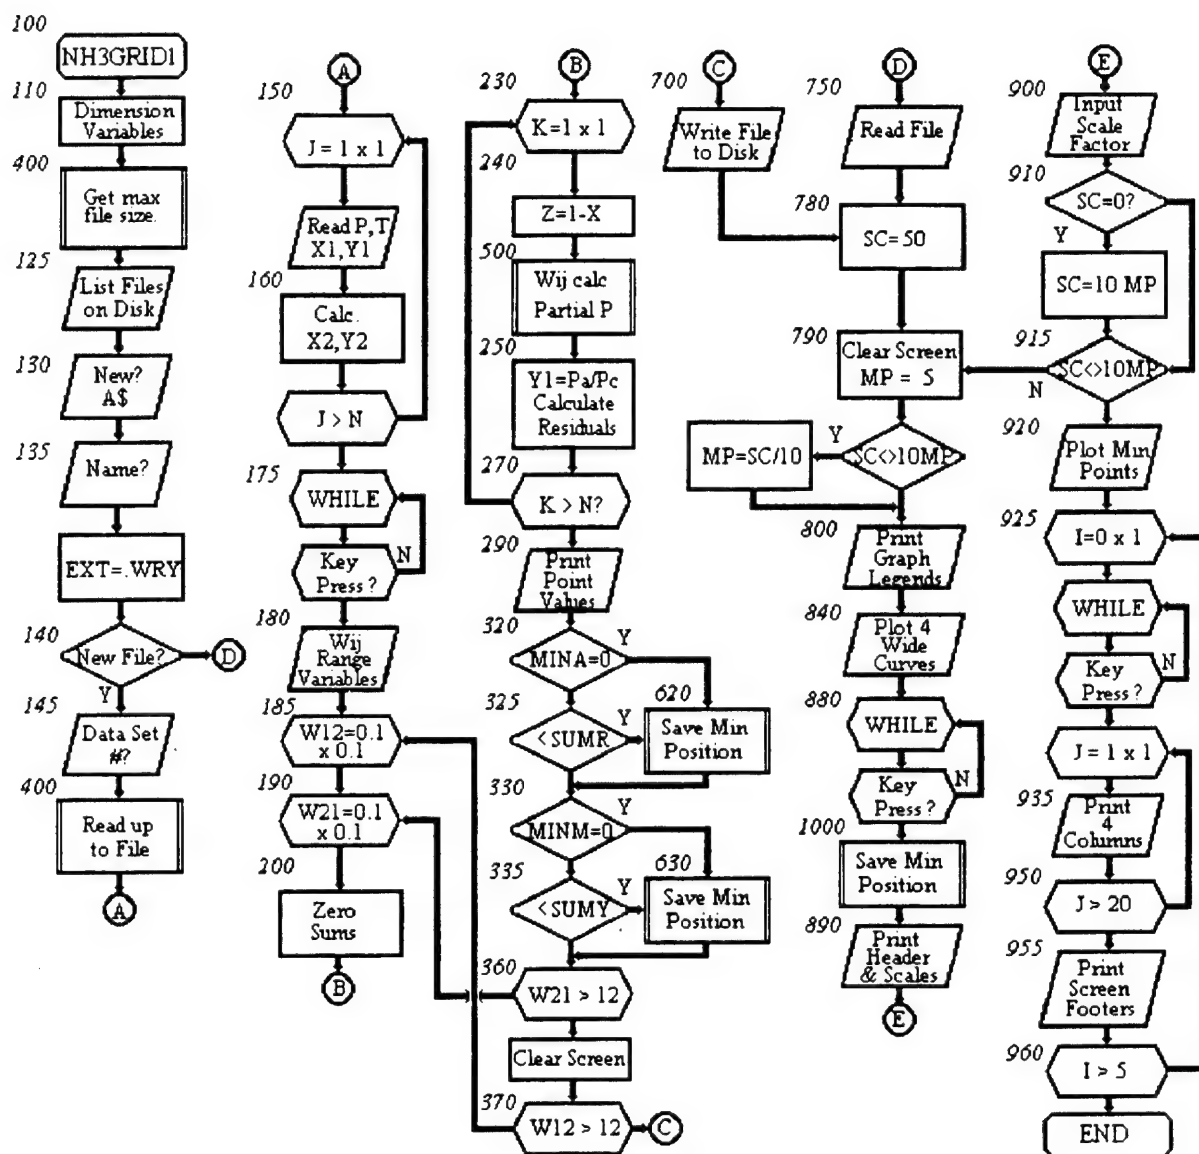 100
NH3GRID1
110
Dimension
Variables
400
Get max
file size.
125
List Files
on Disk
130
New?
A$
135
Name?
EXT=.WRY
140
New File?
D
Y
145
Data Set
#?
400
Read up
to File
A
A
150
J = 1 x 1
Read P,T
X1,Y1
160
Calc.
X2,Y2
J > N
175
WHILE
Key
Press ?
N
180
Wij
Range
Variables
185
W12=0.1
x 0.1
190
W21=0.1
x 0.1
200
Zero
Sums
B
B
230
K=1 x 1
240
Z=1-X
500
Wij calc
Partial P
250
Y1=Pa/Pc
Calculate
Residuals
270
K > N?
290
Print
Point
Values
320
Y
MINA=0
325
620
Y
<SUMR
Save Min
Position
330
Y
MINM=0
335
630
Y
<SUMY
Save Min
Position
360
W21 > 12
Clear Screen
370
W12 > 12
C
C
700
Write File
to Disk
D
750
Read File
780
SC=50
790
Clear Screen
MP = 5
Y
SC<>10MP
MP=SC/10
800
Print
Graph
Legends
840
Plot 4
Wide
Curves
880
WHILE
Key
Press ?
N
1000
Save Min
Position
890
Print
Header
& Scales
E
E
900
Input
Scale
Factor
910
SC=0?
Y
SC=10 MP
915
SC<>10MP
N
920
Plot Min
Points
925
I=0 x 1
WHILE
Key
Press ?
N
J = 1 x 1
935
Print
4
Columns
950
J > 20
955
Print
Screen
Footers
960
I > 5
END